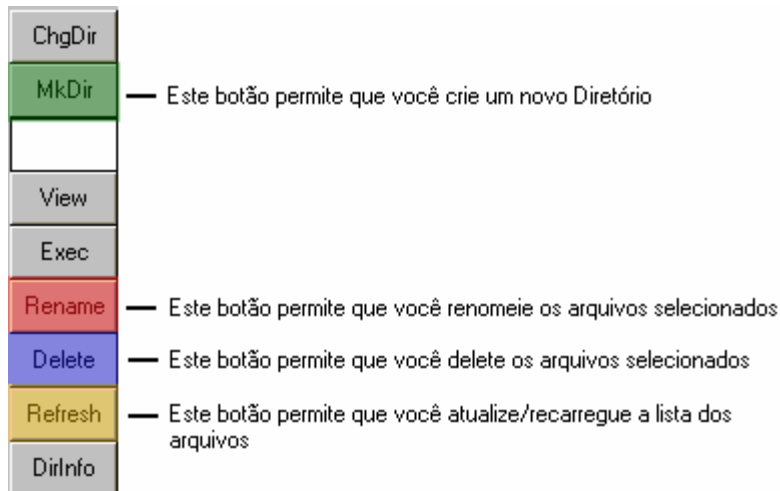 ChgDir
MkDir
Este botão permite que você crie um novo Diretório
View
Exec
Rename
Este botão permite que você renomeie os arquivos selecionados
Delete
Este botão permite que você delete os arquivos selecionados
Refresh
Este botão permite que você atualize/recarregue a lista dos
arquivos
DirInfo